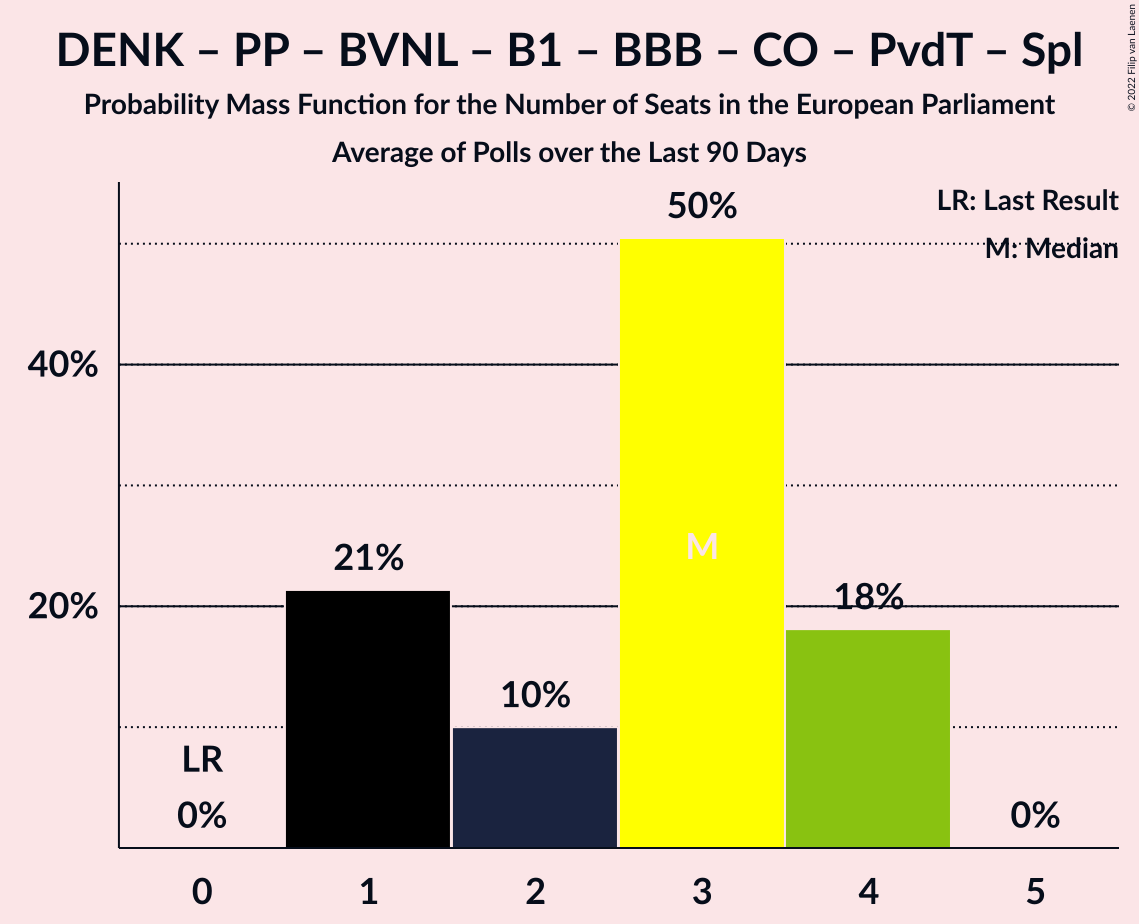 DENK – PP – BVNL – B1 – BBB – CO – PvdT – Spl
Probability Mass Function for the Number of Seats in the European Parliament
Average of Polls over the Last 90 Days
© 2022 Filip van Laenen
LR: Last Result
M: Median
50%
40%
21%
M
20%
18%
10%
LR
0%
0%
0 1 2 3 4 5